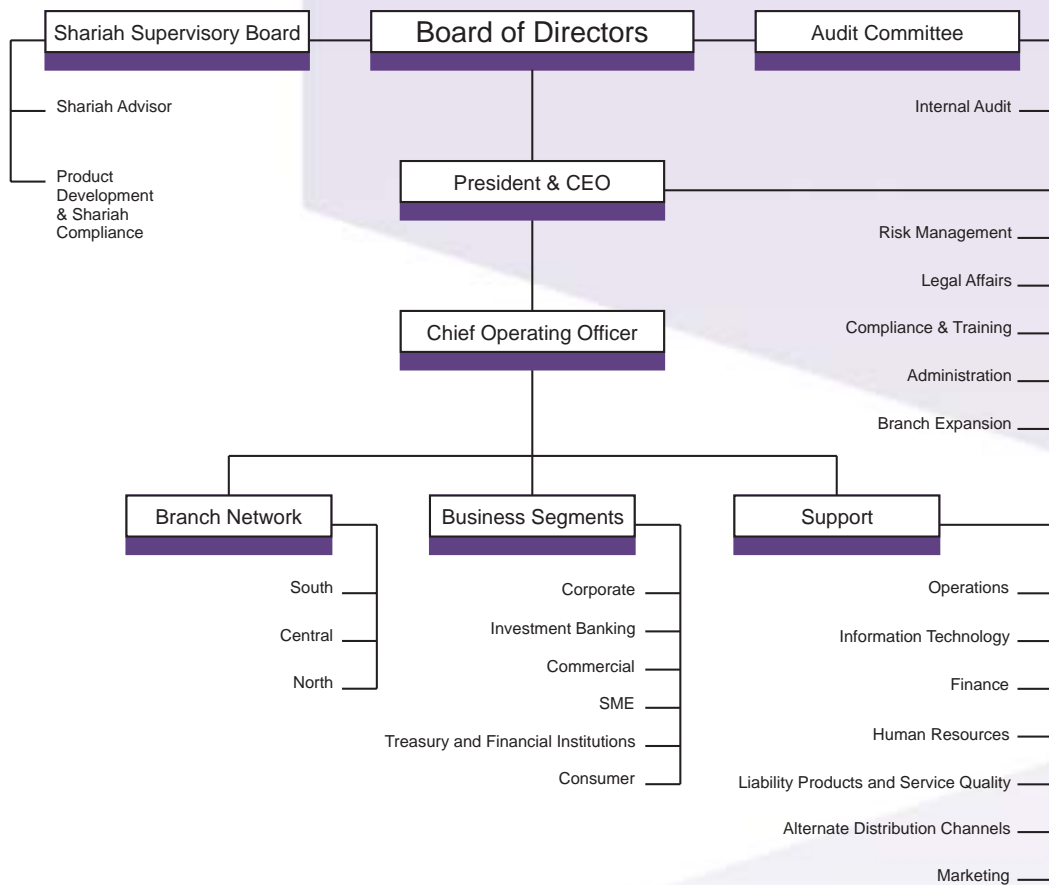 Shariah Supervisory Board
Board of Directors
Audit Committee
Shariah Advisor
Internal Audit
Product
Development
& Shariah
Compliance
President & CEO
Risk Management
Legal Affairs
Compliance & Training
Administration
Branch Expansion
Chief Operating Officer
Branch Network
Business Segments
Support
South
Central
North
Corporate
Investment Banking
Commercial
SME
Treasury and Financial Institutions
Consumer
Operations
Information Technology
Finance
Human Resources
Liability Products and Service Quality
Alternate Distribution Channels
Marketing